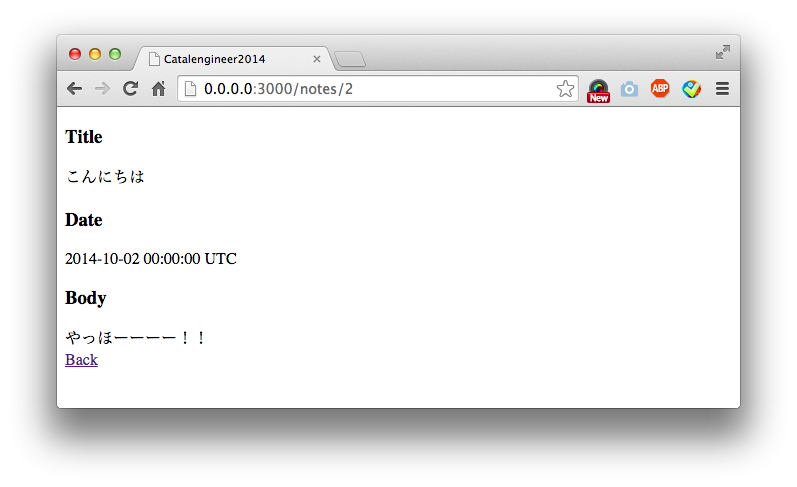 Catalengineer2014
0.0.0.0:3000/notes/2
New
ABP
Title
こんにちは
Date
2014-10-02 00:00:00 UTC
Body
やっほーーーー！！
Back